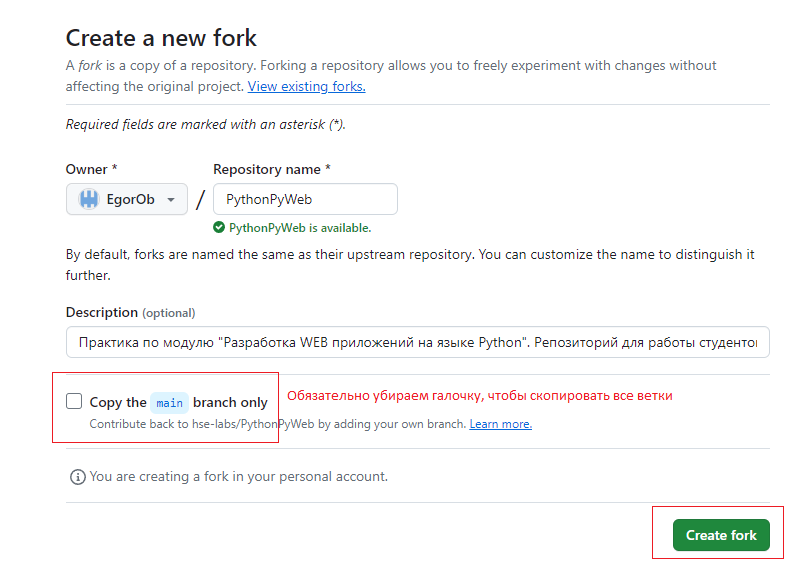 Create a new fork
A fork is a copy of a repository. Forking a repository allows you to freely experiment with changes without
affecting the original project. View existing forks.
Required fields are marked with an asterisk (*).
Owner * Repository name *
EgorOb / PythonPyWeb
PythonPyWeb is available.
By default, forks are named the same as their upstream repository. You can customize the name to distinguish it
further.
Description (optional)
Практика по модулю "Разработка WEB приложений на языке Python". Репозиторий для работы
Copy the main branch only Обязательно убираем галочку, чтобы скопировать все ветки
Contribute back to hse-labs/PythonPyWeb by adding your own branch. Learn more.
You are creating a fork in your personal account.
Create fork